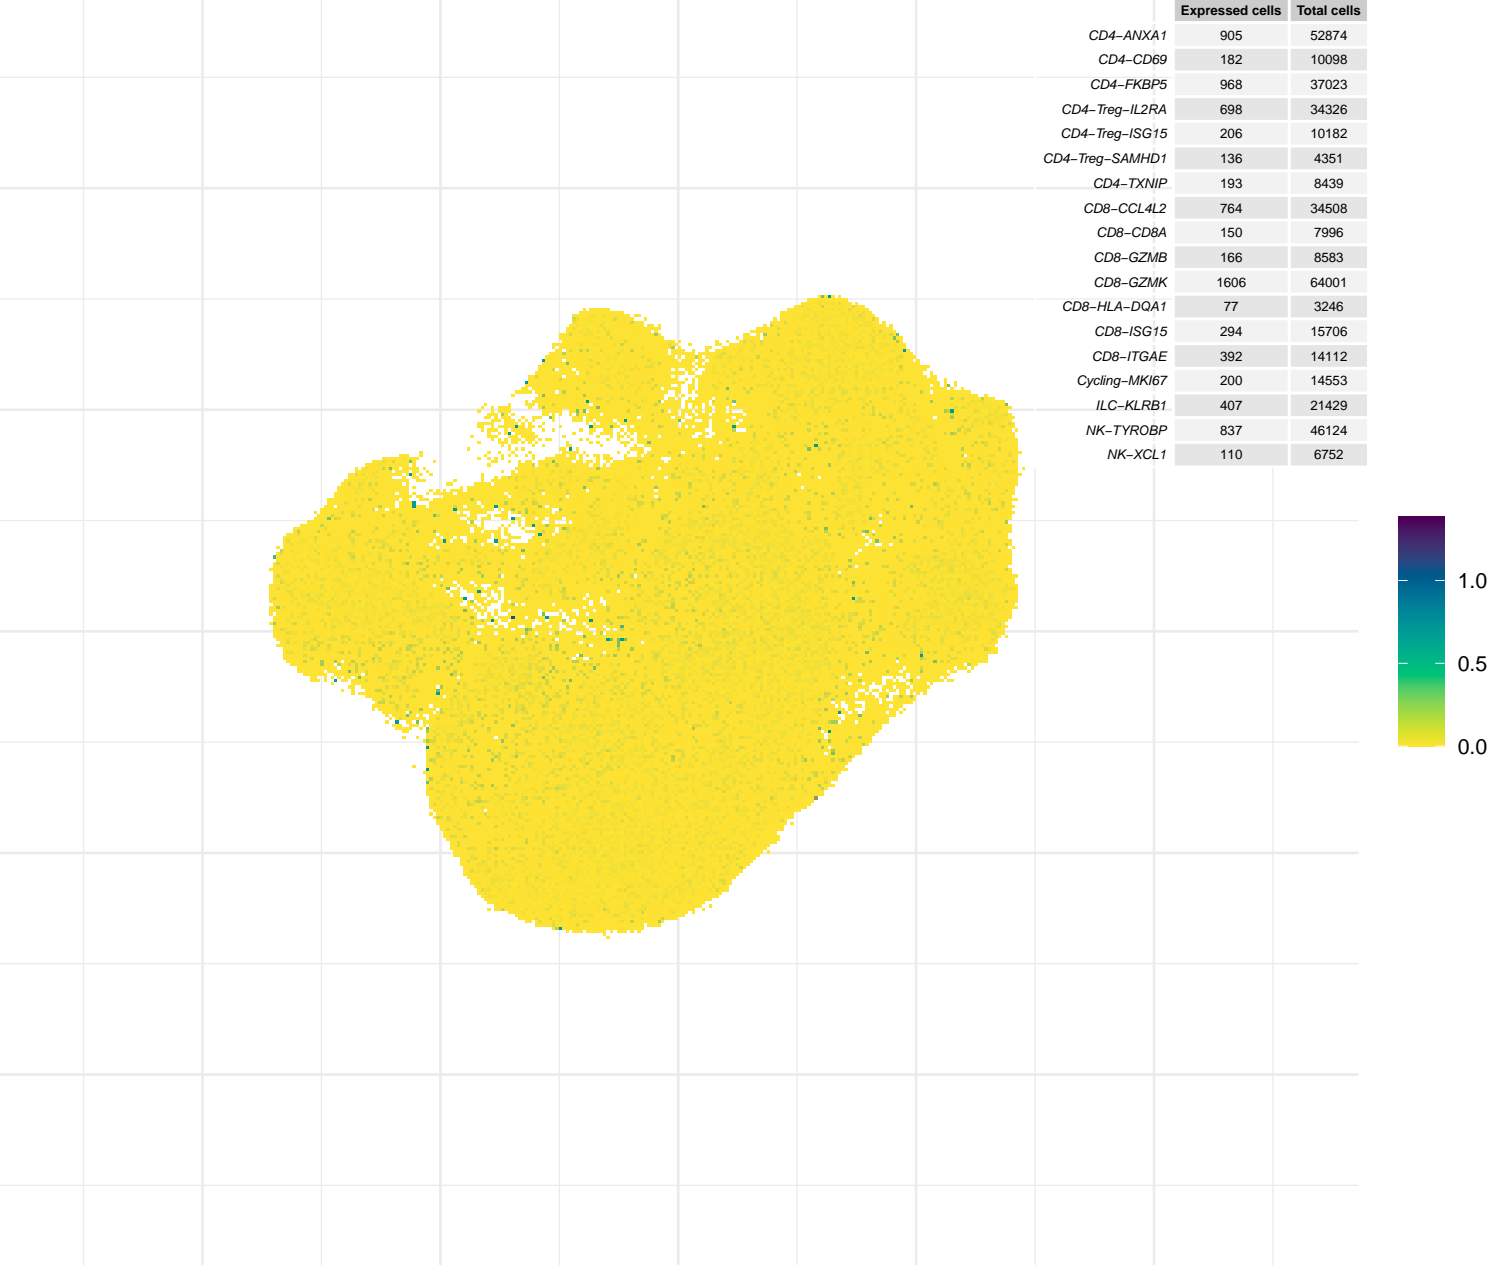 Expressed cells Total cells
CD4−ANXA1 905 52874
CD4−CD69 182 10098
CD4−FKBP5 968 37023
CD4−Treg−IL2RA 698 34326
CD4−Treg−ISG15 206 10182
CD4−Treg−SAMHD1 136 4351
CD4−TXNIP 193 8439
CD8−CCL4L2 764 34508
CD8−CD8A 150 7996
CD8−GZMB 166 8583
CD8−GZMK 1606 64001
CD8−HLA−DQA1 77 3246
CD8−ISG15 294 15706
CD8−ITGAE 392 14112
Cycling−MKI67 200 14553
ILC−KLRB1 407 21429
NK−TYROBP 837 46124
NK−XCL1 110 6752
1.0
0.5
0.0